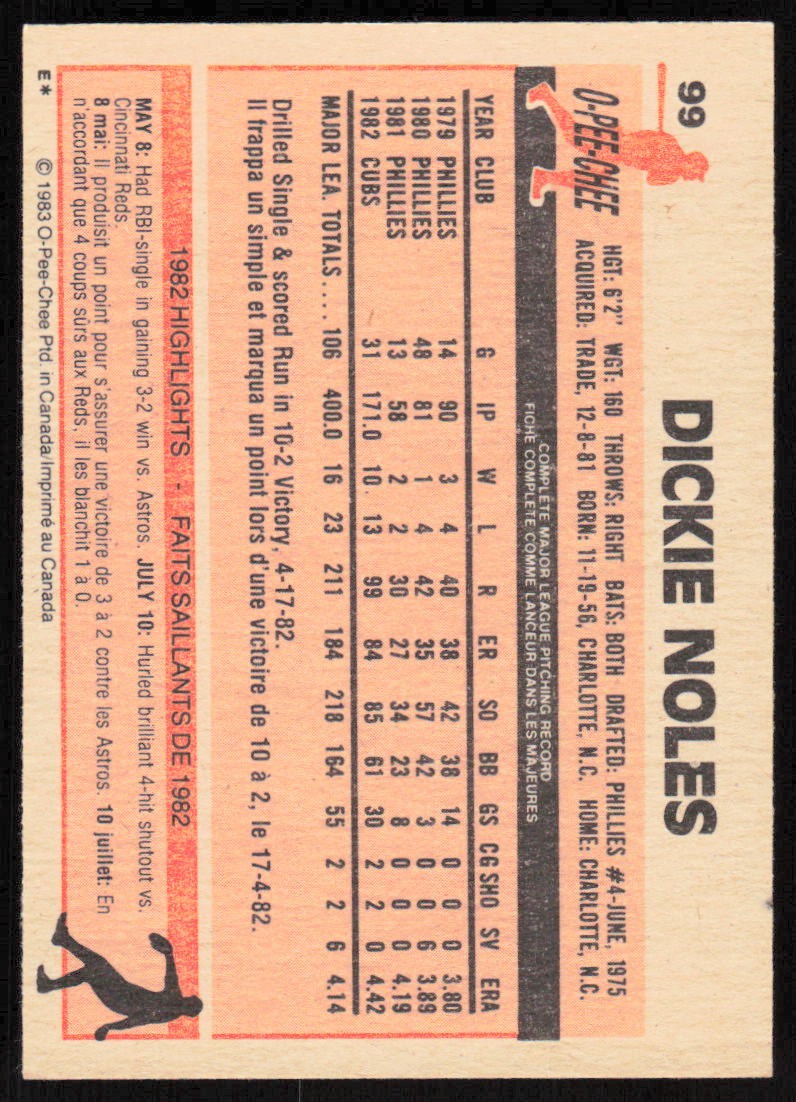 99
DICKIE NOLES
O-PEE-CHEE
HGT: 6'2" WGT: 160 THROWS: RIGHT BATS: BOTH DRAFTED: PHILLIES #4-JUNE, 1975
ACQUIRED: TRADE, 12-8-81 BORN: 11-19-56, CHARLOTTE, N.C. HOME: CHARLOTTE, N.C.
COMPLETE MAJOR LEAGUE PITCHING RECORD
FICHE COMPLETE COMME LANCEUR DANS LES MAJEURES
YEAR CLUB G IP W L R ER SO BB GS CG SHO SV ERA
1979 PHILLIES 14 90 3 4 40 38 42 38 14 0 0 0 3.80
1980 PHILLIES 48 81 1 4 42 35 57 42 3 0 0 6 3.89
1981 PHILLIES 13 58 2 2 30 27 34 23 8 0 0 0 4.19
1982 CUBS 31 171.0 10 13 99 84 85 61 30 2 2 0 4.42
MAJOR LEA. TOTALS.... 106 400.0 16 23 211 184 218 164 55 2 2 6 4.14
Drilled Single & scored Run in 10-2 Victory, 4-17-82.
Il frappa un simple et marqua un point lors d'une victoire de 10 à 2, le 17-4-82.
1982 HIGHLIGHTS - FAITS SAILLANTS DE 1982
MAY 8: Had RBI-single in gaining 3-2 win vs. Astros. JULY 10: Hurled brilliant 4-hit shutout vs.
Cincinnati Reds.
8 mai: Il produisit un point pour s'assurer une victoire de 3 à 2 contre les Astros. 10 juillet: En
n'accordant que 4 coups sûrs aux Reds, il les blanchit 1 à 0.
E* © 1983 O-Pee-Chee Ptd. in Canada/Imprimé au Canada